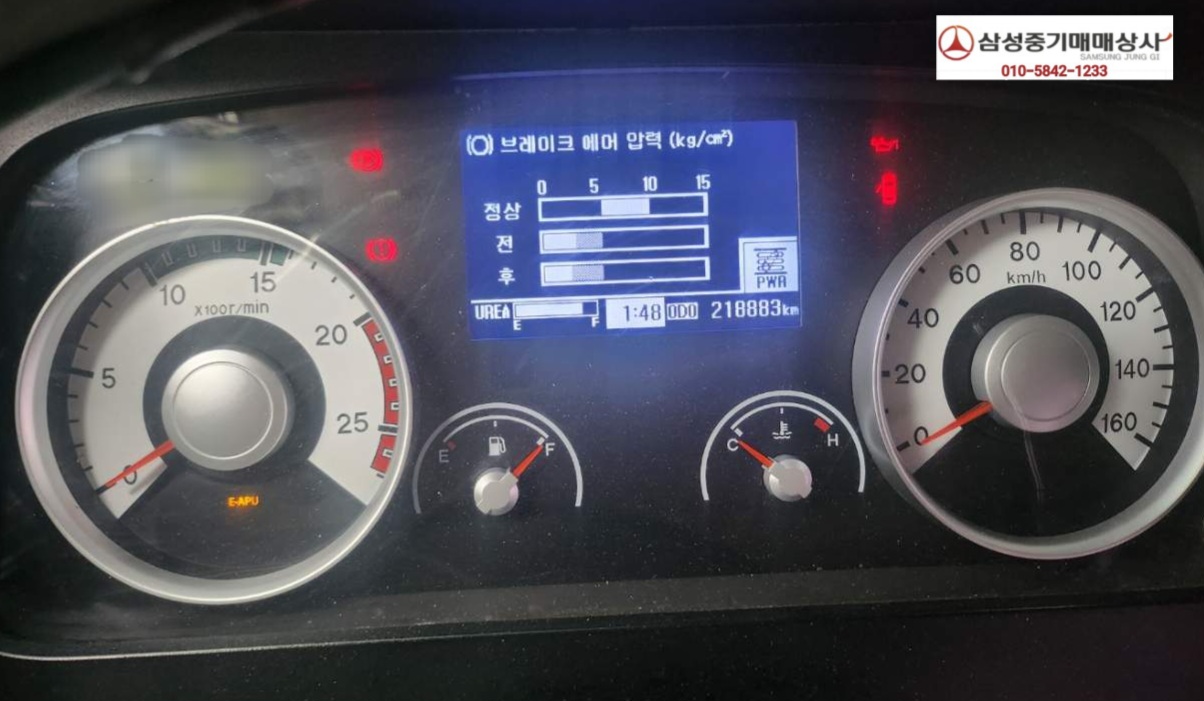 삼성중기매매상사
SAMSUNG JUNG GI
010-5842-1233
브레이크 에어 압력 (kg/cm²)
0 5 10 15
정상
전
후
PWR
UREA E F 1:48 ODO 218883km
0 5 10 15 20 25
X100r/min
E-APU
E F
C H
0 20 40 60 80 100 120 140 160
km/h